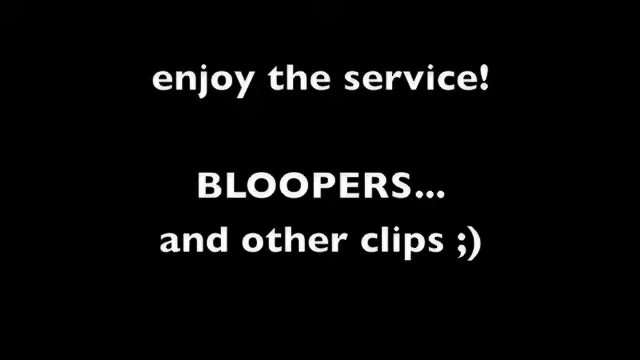 enjoy the service!
BLOOPERS...
and other clips ;)